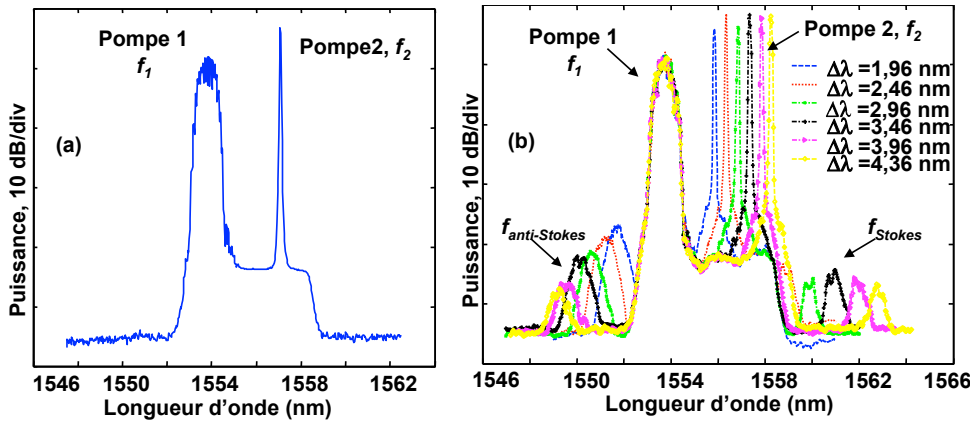 (a)
Pompe 1
f1
Pompe2, f2
Puissance, 10 dB/div
1546 1550 1554 1558 1562
Longueur d'onde (nm)
(b)
Pompe 1
f1
Pompe 2, f2
Δλ =1,96 nm
Δλ =2,46 nm
Δλ =2,96 nm
Δλ =3,46 nm
Δλ =3,96 nm
Δλ =4,36 nm
fanti-Stokes
fStokes
Puissance, 10 dB/div
1546 1550 1554 1558 1562 1566
Longueur d'onde (nm)